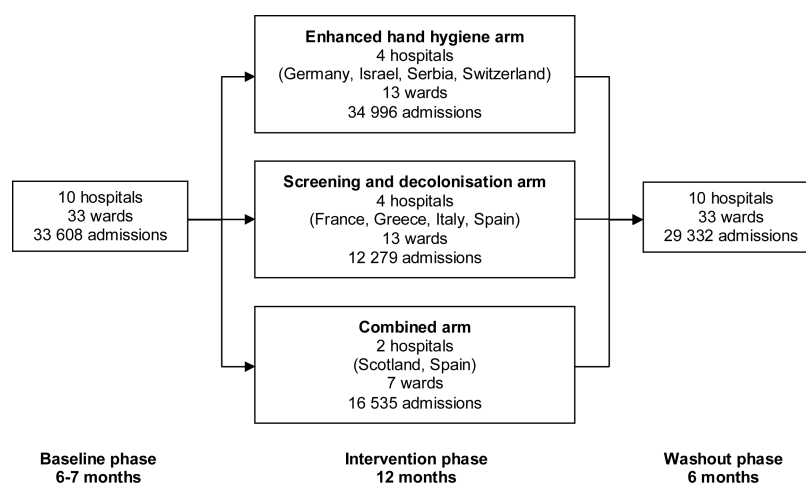 10 hospitals
33 wards
33 608 admissions
Enhanced hand hygiene arm
4 hospitals
(Germany, Israel, Serbia, Switzerland)
13 wards
34 996 admissions
Screening and decolonisation arm
4 hospitals
(France, Greece, Italy, Spain)
13 wards
12 279 admissions
Combined arm
2 hospitals
(Scotland, Spain)
7 wards
16 535 admissions
10 hospitals
33 wards
29 332 admissions
Baseline phase
6-7 months
Intervention phase
12 months
Washout phase
6 months